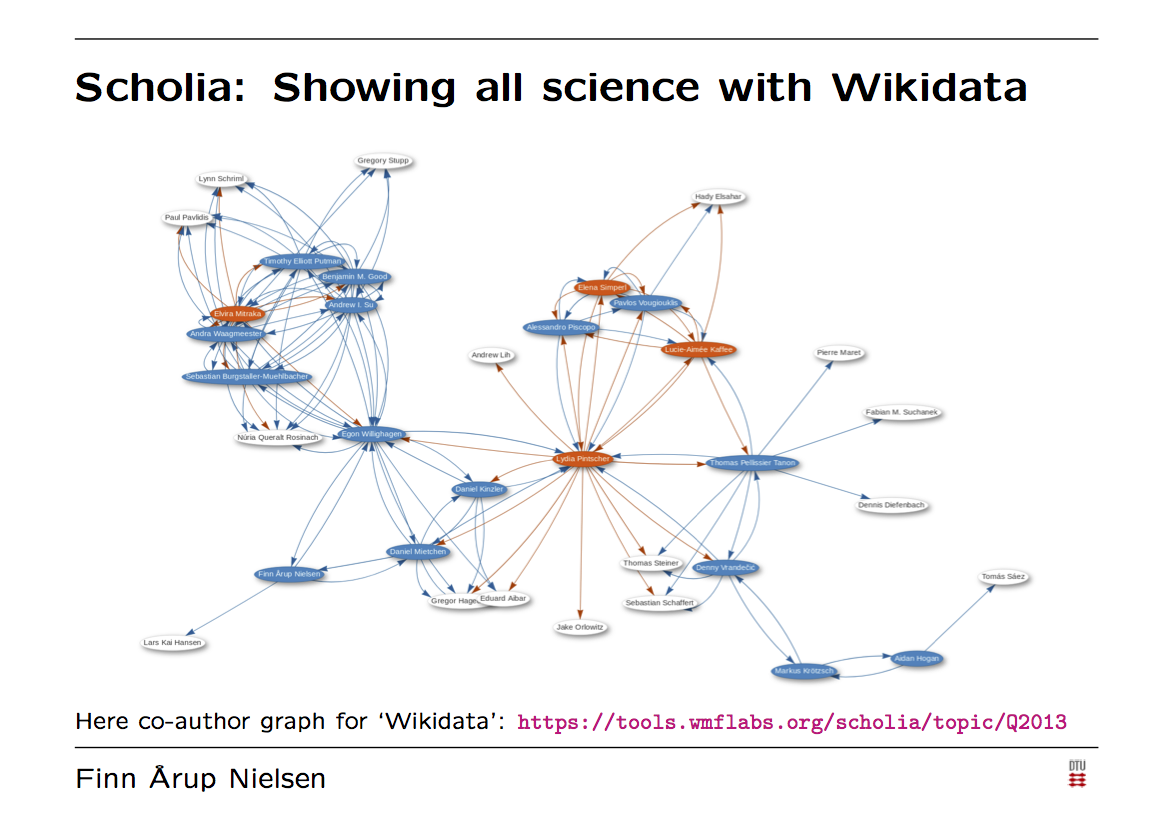 Scholia: Showing all science with Wikidata
Gregory Stupp
Lynn Schriml
Hady Elsahar
Paul Pavlidis
Timothy Elliott Putman
Benjamin M. Good
Elena Simperl
Pavlos Vougiouklis
Andrew I. Su
Elvira Mitraka
Alessandro Piscopo
Andra Waagmeester
Lucie-Aimée Kaffee
Andrew Lih
Pierre Maret
Sebastian Burgstaller-Muehlbacher
Fabian M. Suchanek
Núria Queralt Rosinach
Egon Willighagen
Lydia Pintscher
Thomas Pellissier Tanon
Daniel Kinzler
Dennis Diefenbach
Daniel Mietchen
Thomas Steiner
Denny Vrandečić
Finn Årup Nielsen
Tomás Sáez
Gregor Hage
Eduard Aibar
Sebastian Schaffert
Jake Orlowitz
Lars Kai Hansen
Aidan Hogan
Markus Krötzsch
Here co-author graph for ‘Wikidata’: https://tools.wmflabs.org/scholia/topic/Q2013
Finn Årup Nielsen
DTU